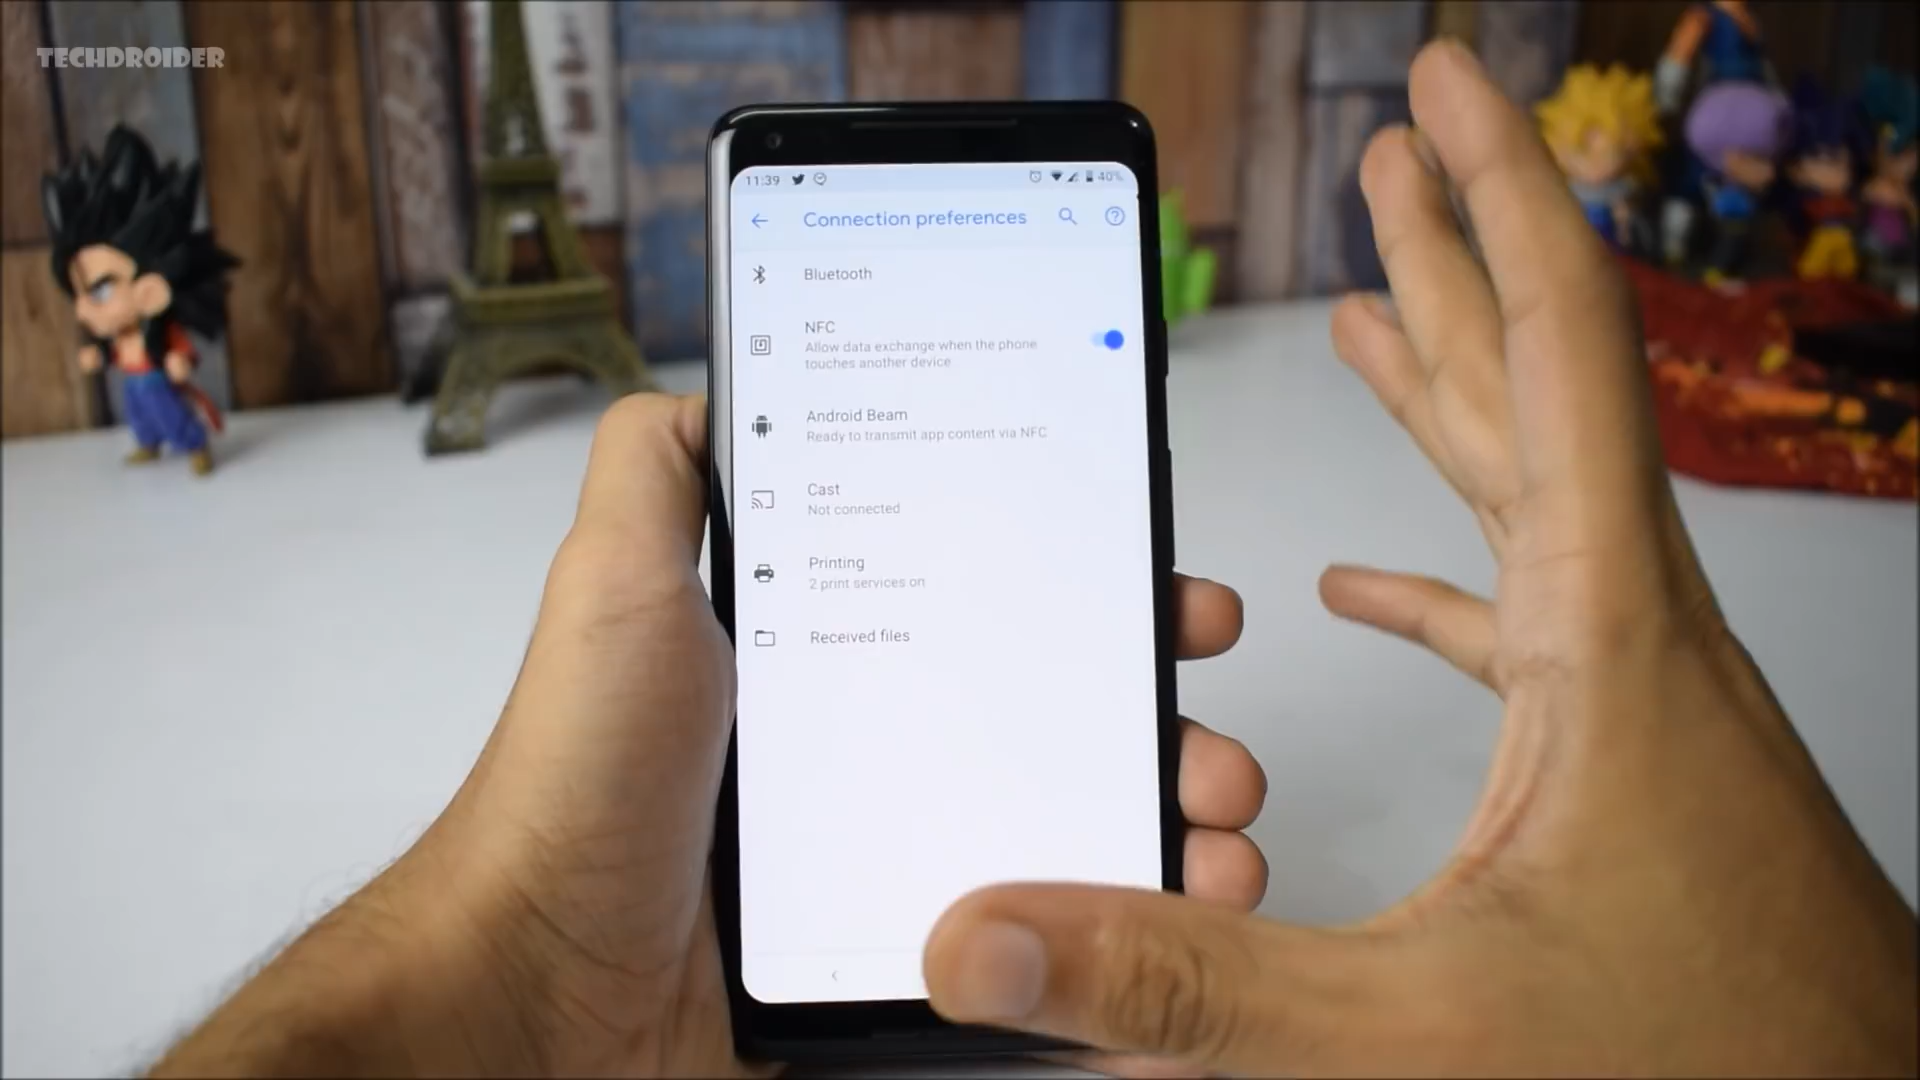 TECHDROIDER
11:39
40%
Connection preferences
Bluetooth
NFC
Allow data exchange when the phone
touches another device
Android Beam
Ready to transmit app content via NFC
Cast
Not connected
Printing
2 print services on
Received files